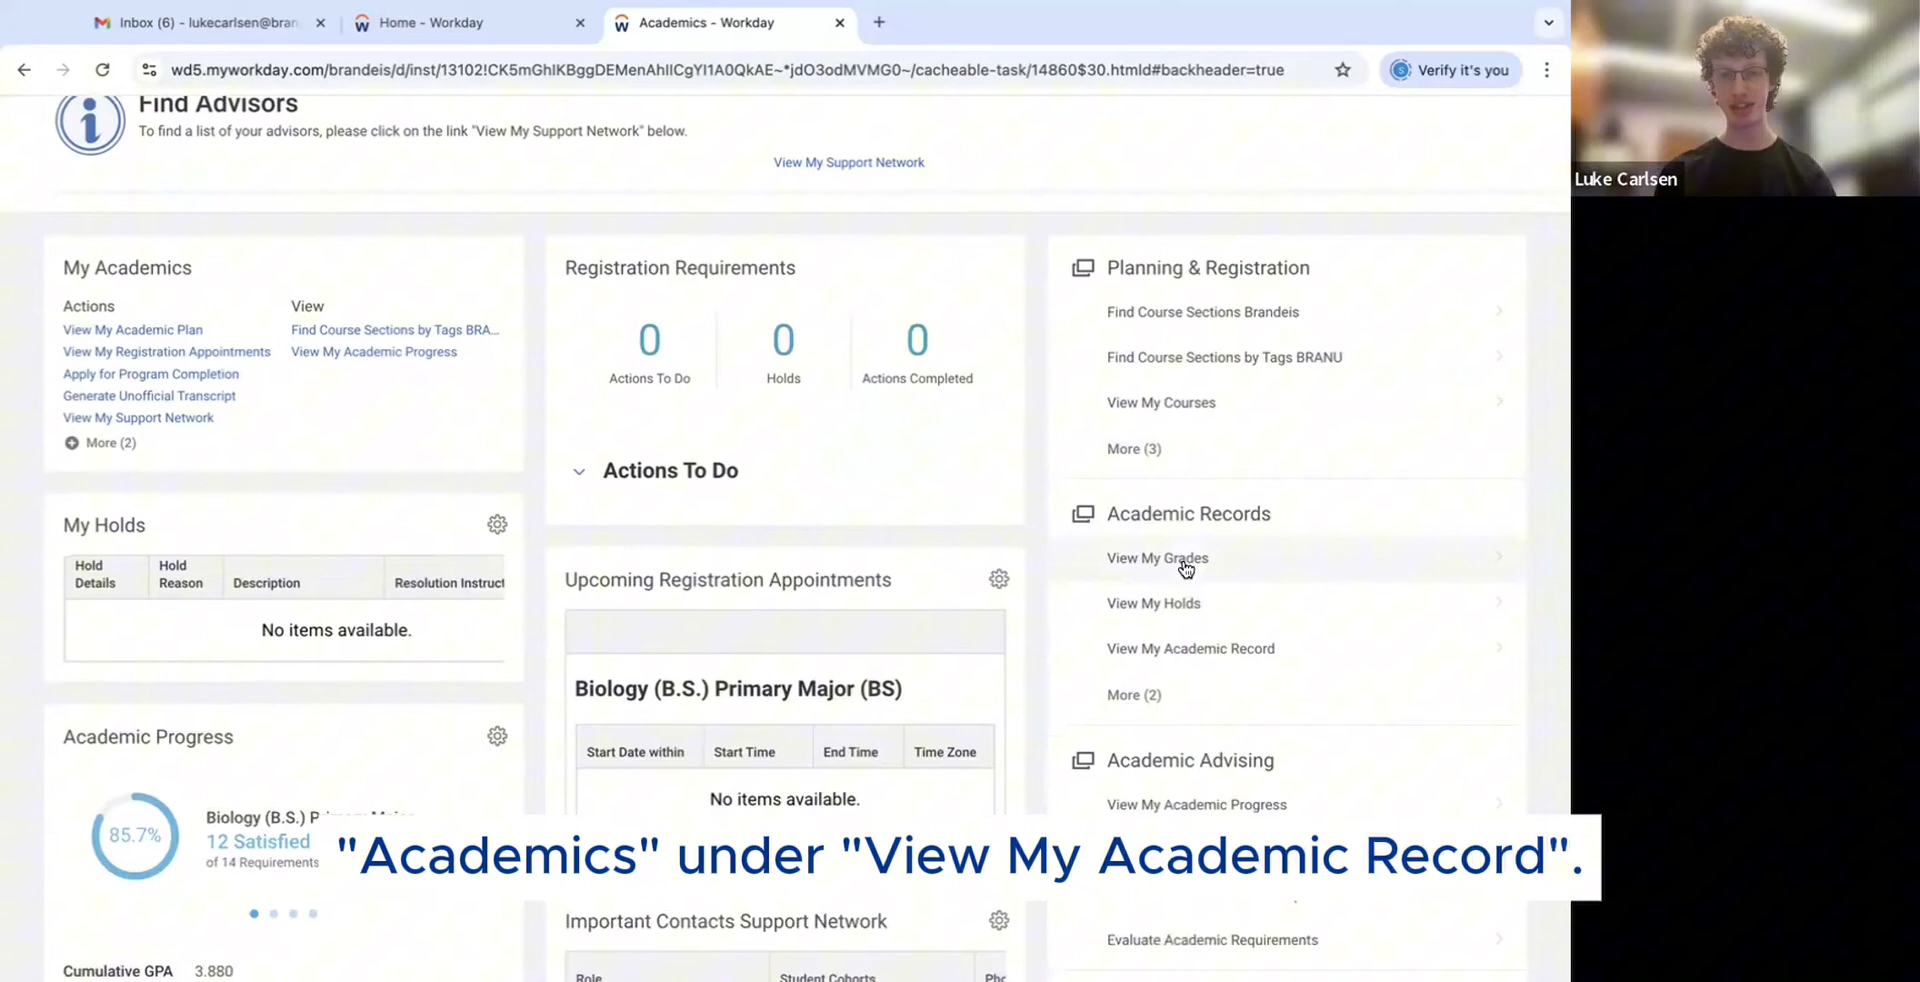 Inbox (6) - lukecarlsen@bran
Home - Workday
Academics - Workday
wd5.myworkday.com/brandeis/d/inst/13102!CK5mGhIKBggDEMenAhIICgYI1A0QkAE~*jdO3odMVMG0~/cacheable-task/14860$30.htmld#backheader=true
Verify it's you
Find Advisors
To find a list of your advisors, please click on the link "View My Support Network" below.
View My Support Network
Luke Carlsen
My Academics
Actions
View My Academic Plan
View My Registration Appointments
Apply for Program Completion
Generate Unofficial Transcript
View My Support Network
More (2)
View
Find Course Sections by Tags BRA...
View My Academic Progress
My Holds
Hold Details
Hold Reason
Description
Resolution Instruct
No items available.
Academic Progress
85.7%
Biology (B.S.) P
12 Satisfied
of 14 Requirements
Cumulative GPA 3.880
Registration Requirements
0
Actions To Do
0
Holds
0
Actions Completed
Actions To Do
Upcoming Registration Appointments
Biology (B.S.) Primary Major (BS)
Start Date within
Start Time
End Time
Time Zone
No items available.
Important Contacts Support Network
Role
Student Cohorts
Pho
Planning & Registration
Find Course Sections Brandeis
Find Course Sections by Tags BRANU
View My Courses
More (3)
Academic Records
View My Grades
View My Holds
View My Academic Record
More (2)
Academic Advising
View My Academic Progress
Evaluate Academic Requirements
"Academics" under "View My Academic Record".